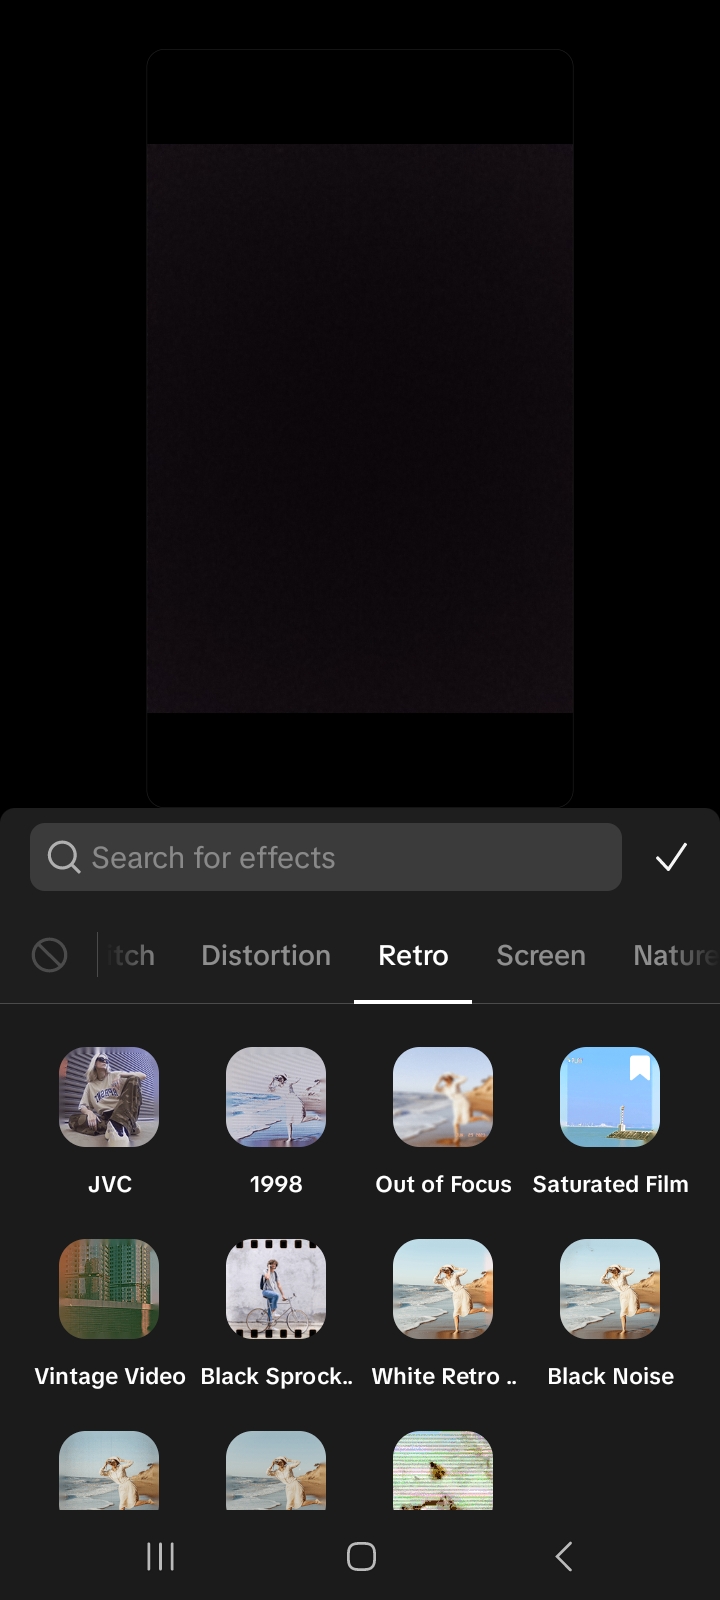 Search for effects
itch
Distortion
Retro
Screen
Nature
JVC
1998
Out of Focus
Saturated Film
Vintage Video
Black Sprock..
White Retro ..
Black Noise